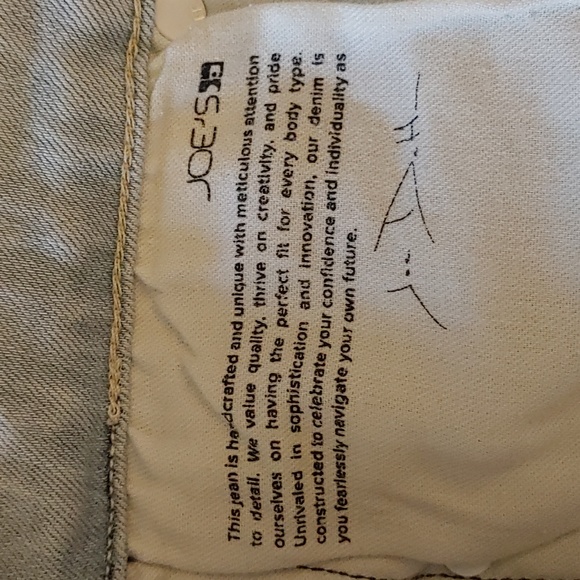 JOE'S
This jean is handcrafted and unique with meticulous attention
to detail. We value quality, thrive on creativity, and pride
ourselves on having the perfect fit for every body type.
Unrivaled in sophistication and innovation, our denim is
constructed to celebrate your confidence and individuality as
you fearlessly navigate your own future.